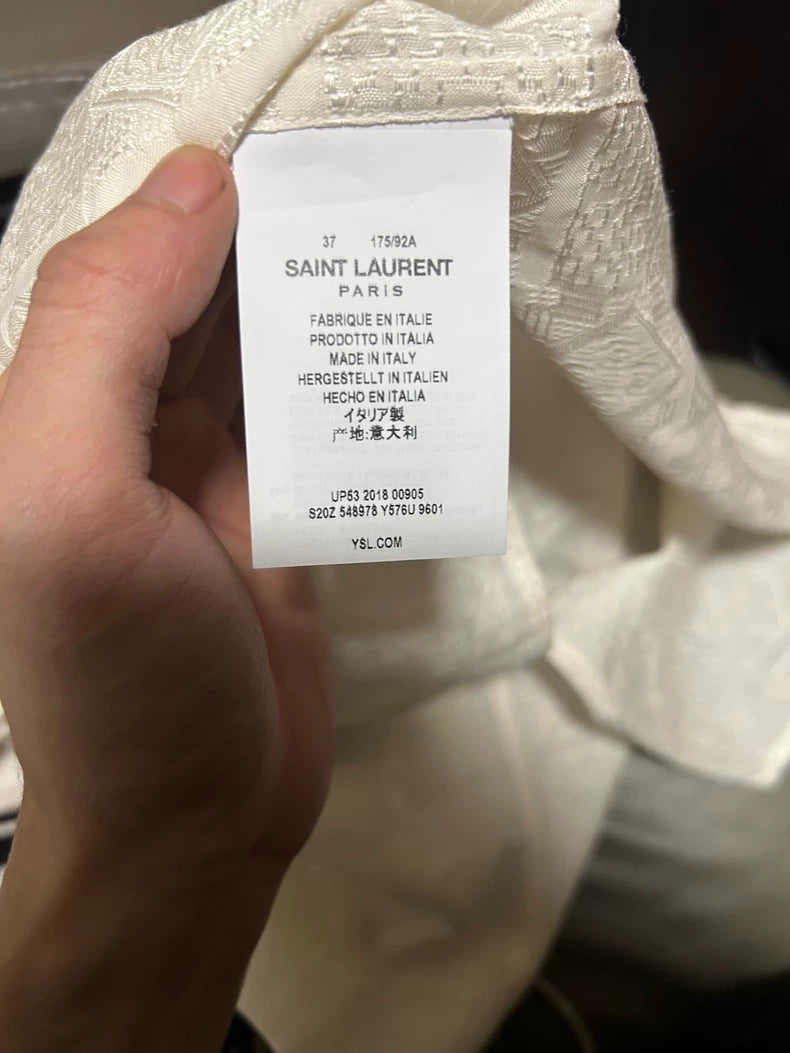 37 175/92A
SAINT LAURENT
PARIS
FABRIQUE EN ITALIE
PRODOTTO IN ITALIA
MADE IN ITALY
HERGESTELLT IN ITALIEN
HECHO EN ITALIA
イタリア製
产地:意大利
UP53 2018 00905
S20Z 548978 Y576U 9601
YSL.COM